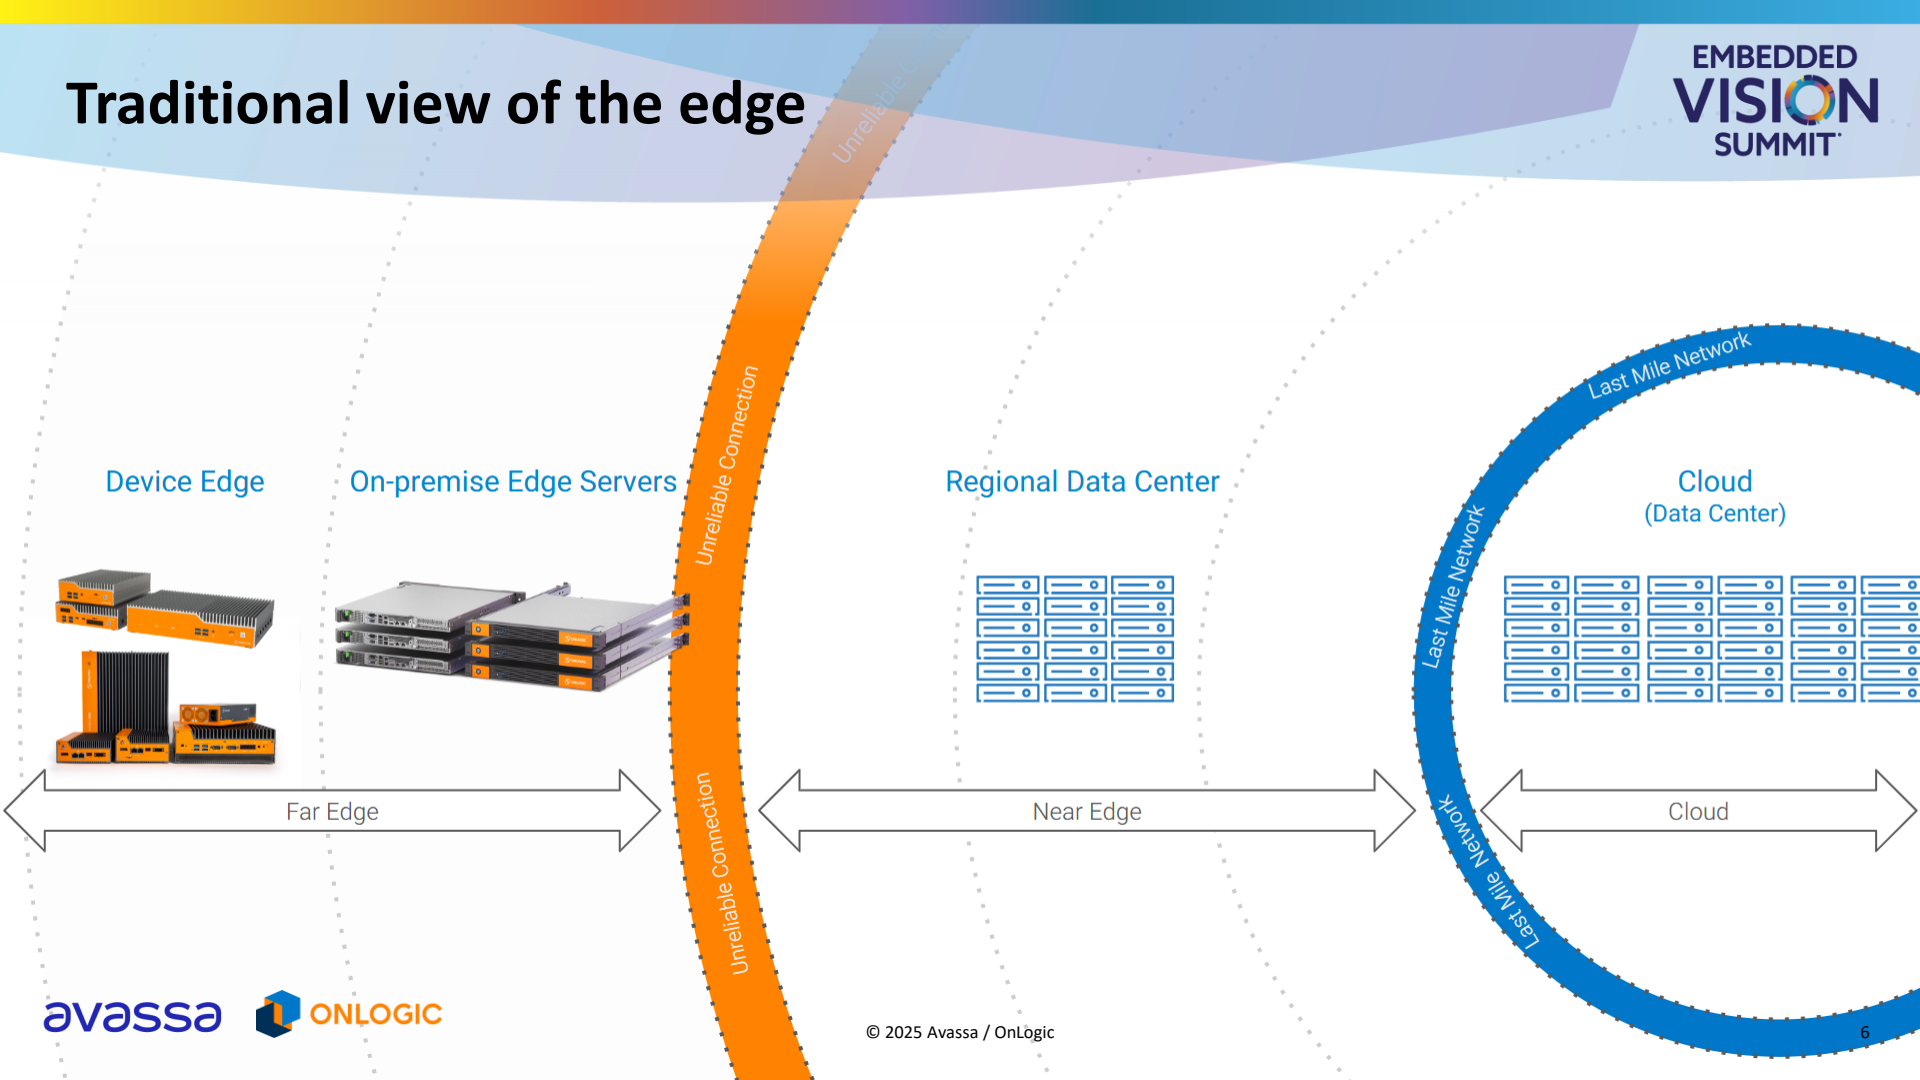 Traditional view of the edge
EMBEDDED
VISION
SUMMIT
Unreliable
Last Mile Network
Unreliable Connection
Device Edge
On-premise Edge Servers
Regional Data Center
Cloud
(Data Center)
Last Mile Network
Far Edge
Near Edge
Cloud
Unreliable Connection
Last Mile Network
avassa
ONLOGIC
© 2025 Avassa / OnLogic
6